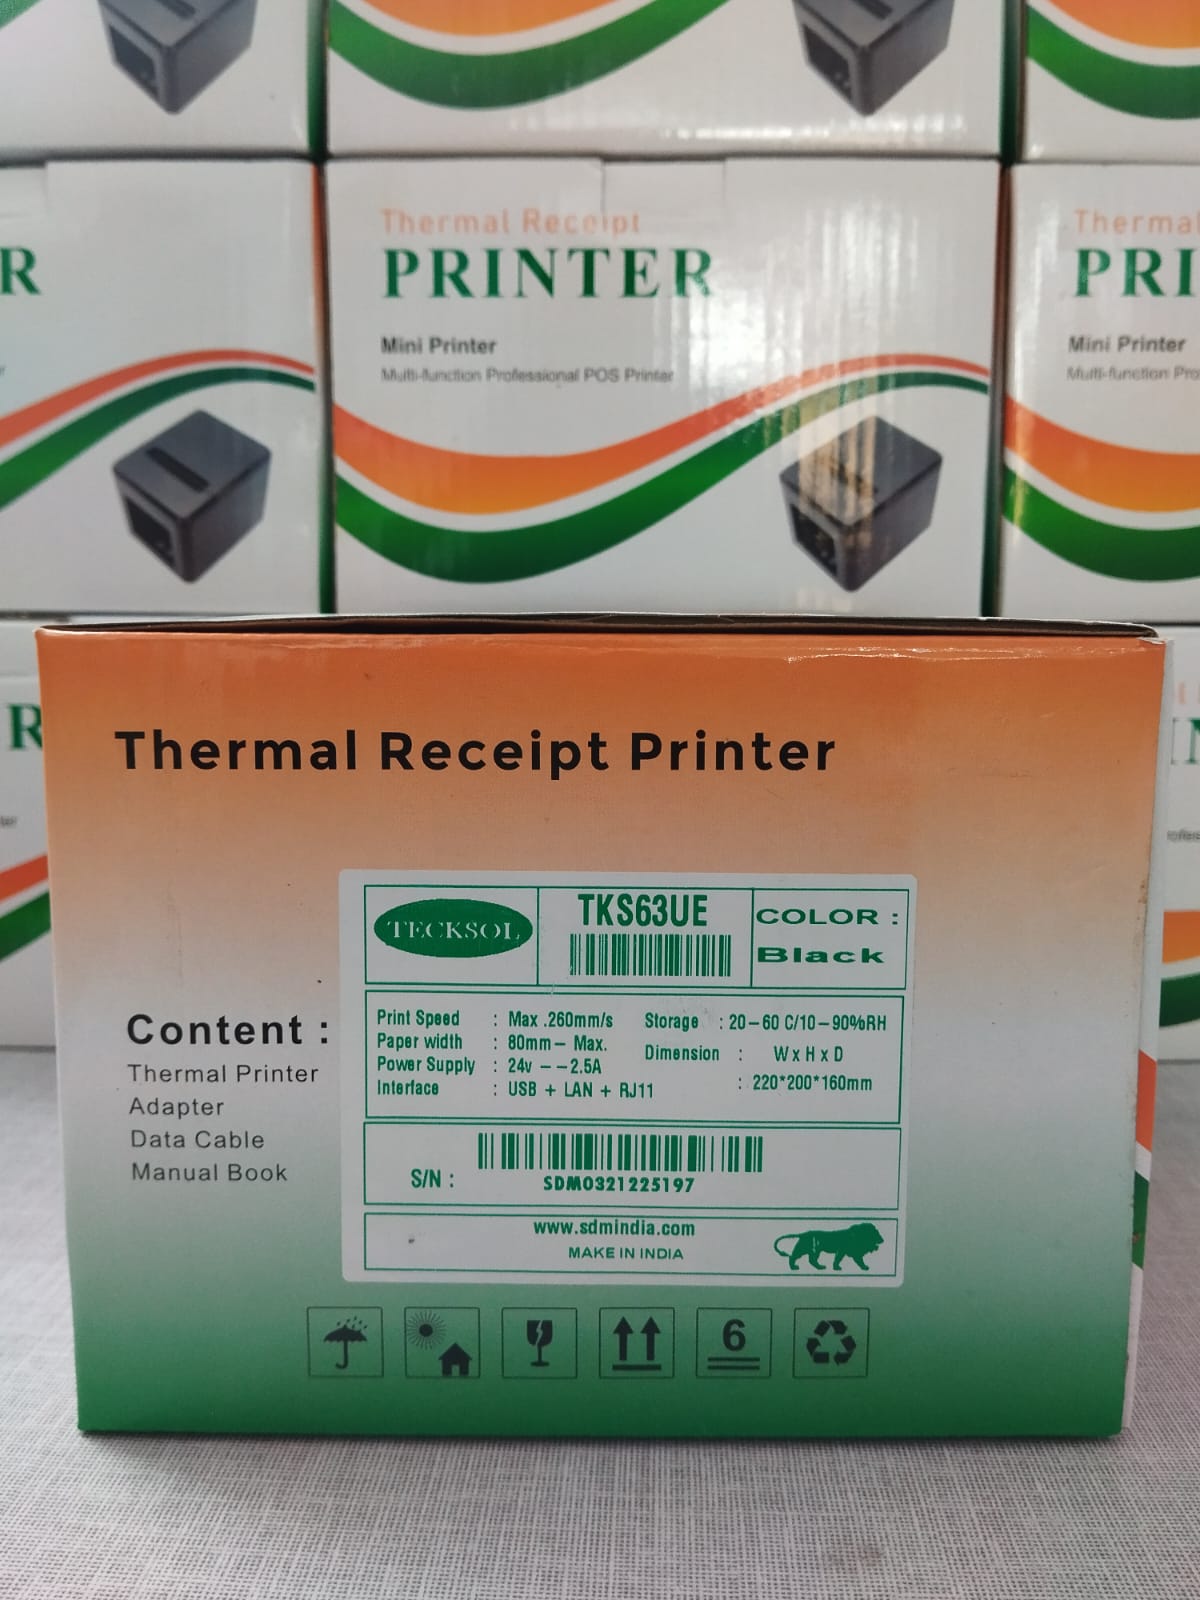 Thermal Receipt
PRINTER
Mini Printer
Multi-function Professional POS Printer
R
Thermal
PRI
Mini Printer
Multi-function Pro
R
Thermal Receipt Printer
TECKSOL
TKS63UE
COLOR :
Black
Content :
Thermal Printer
Adapter
Data Cable
Manual Book
Print Speed : Max .260mm/s
Paper width : 80mm – Max.
Power Supply : 24v – – 2.5A
Interface : USB + LAN + RJ11
Storage : 20 – 60 C/10 – 90%RH
Dimension : W x H x D
: 220*200*160mm
S/N :
SDM0321225197
www.sdmindia.com
MAKE IN INDIA
6